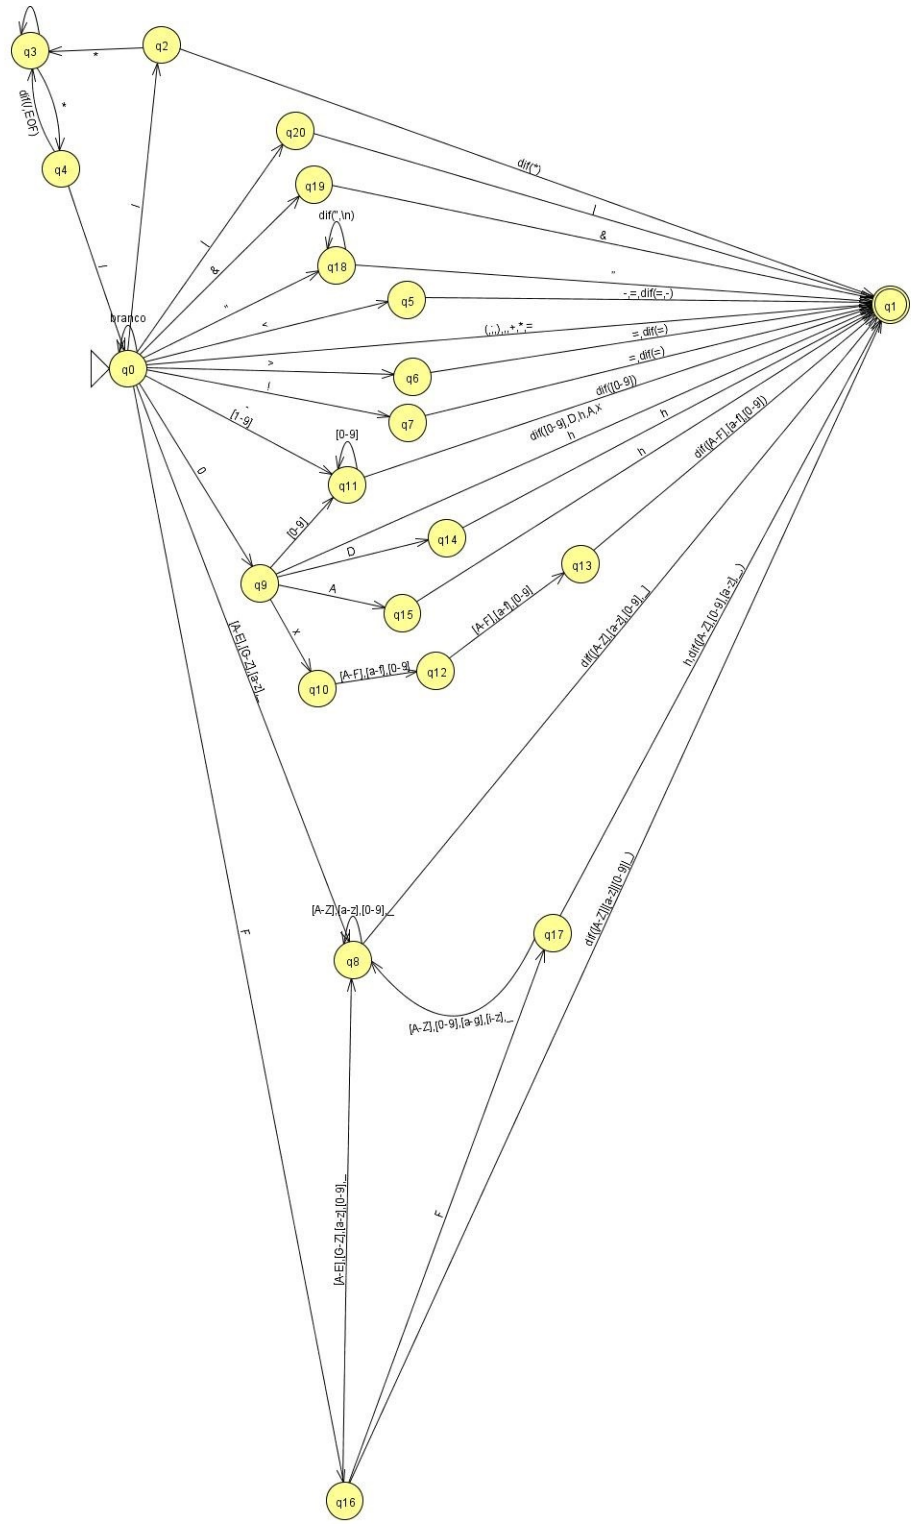 q3
q2
*
dif(/,EOF)
*
q4
q20
dif(*)
q19
/
|
dif(",\n)
|
&
/
|
&
q18
"
"
q5
-,=,dif(=,-)
q1
branco
<
(,;,),,,+,*,=
=,dif(=)
q0
>
q6
=,dif(=)
!
dif([0-9])
[1-9]
q7
dif([0-9],D,h,A,x
h
h
[0-9]
h
dif([A-F],[a-f],[0-9])
0
q11
[0-9]
q14
D
q13
q9
A
q15
[A-F],[a-f],[0-9]
x
[A-E],[G-Z],[a-z],_
[A-F],[a-f],[0-9]
q12
q10
dif([A-Z],[a-z],[0-9],_]
h,dif([A-Z],[0-9],[a-z],_)
dif([A-Z][a-z][0-9]|_)
[A-Z],[a-z],[0-9],_
F
q17
q8
[A-Z],[0-9],[a-g],[i-z],_
[A-E],[G-Z],[a-z],[0-9],_
F
q16